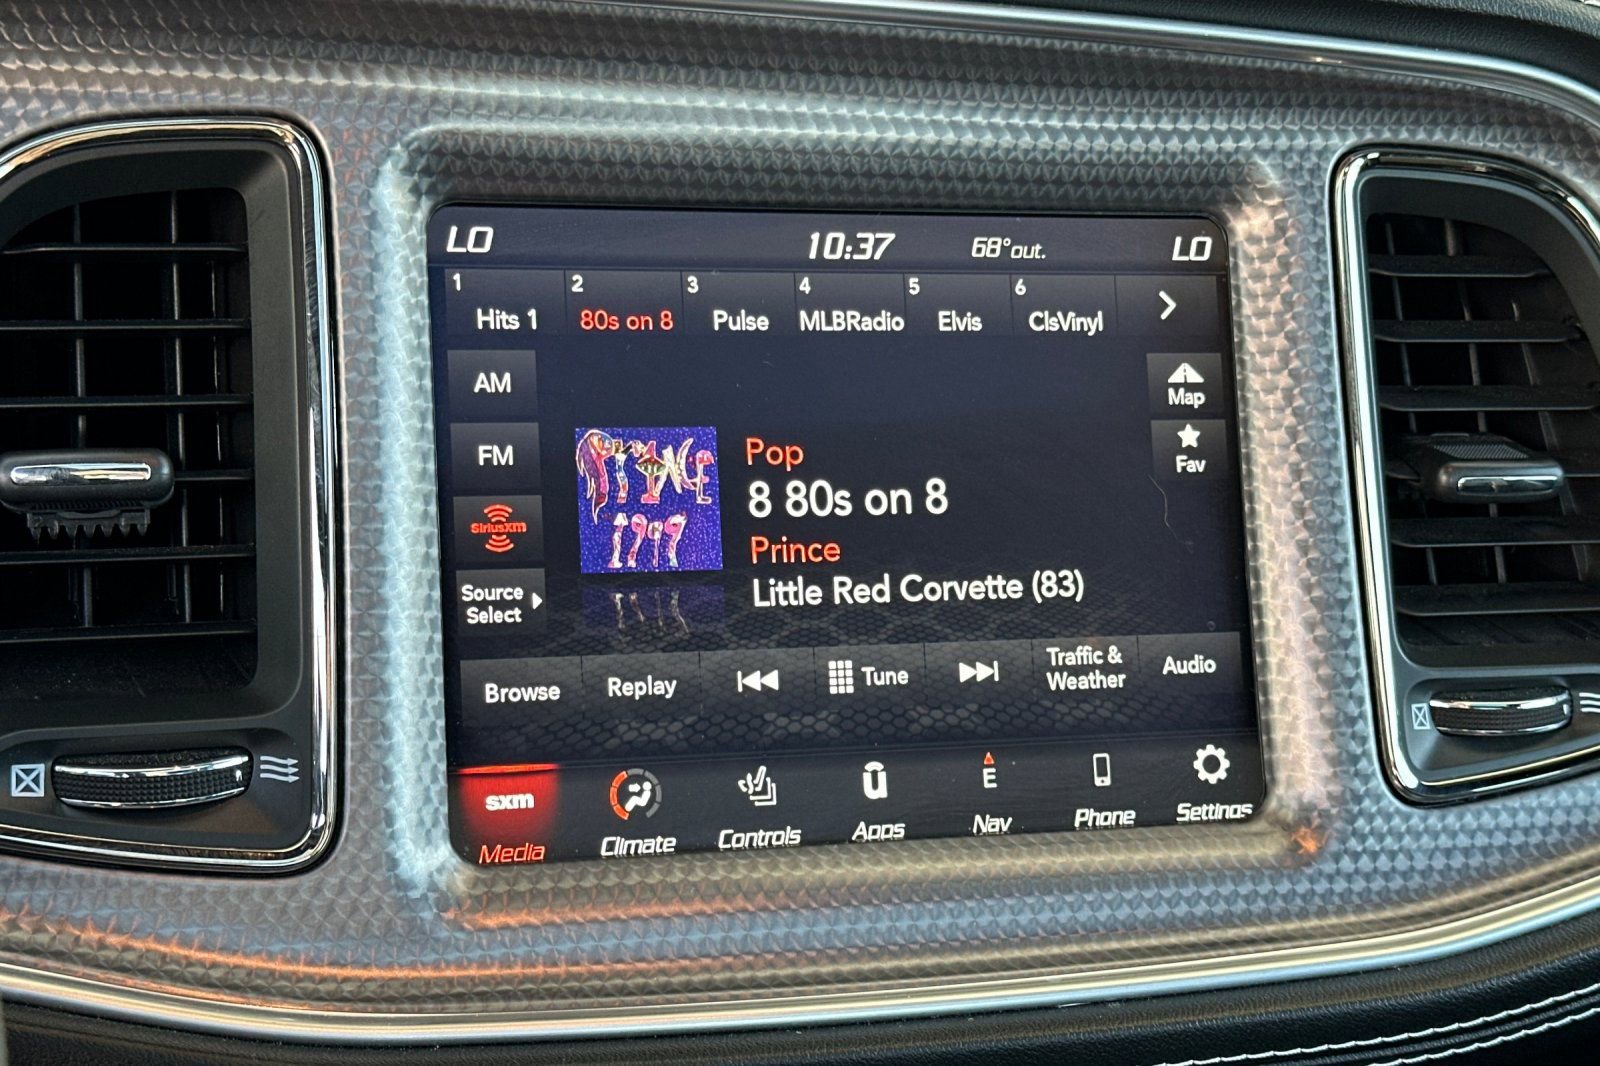 LO 10:37 68°out. LO
1 2 3 4 5 6
Hits 1 80s on 8 Pulse MLBRadio Elvis ClsVinyl
AM
Map
FM
Fav
SiriusXM
Source
Select
PRINCE
1999
Pop
8 80s on 8
Prince
Little Red Corvette (83)
Browse Replay Tune Traffic & Audio
Weather
sxm E
Media Climate Controls Apps Nav Phone Settings